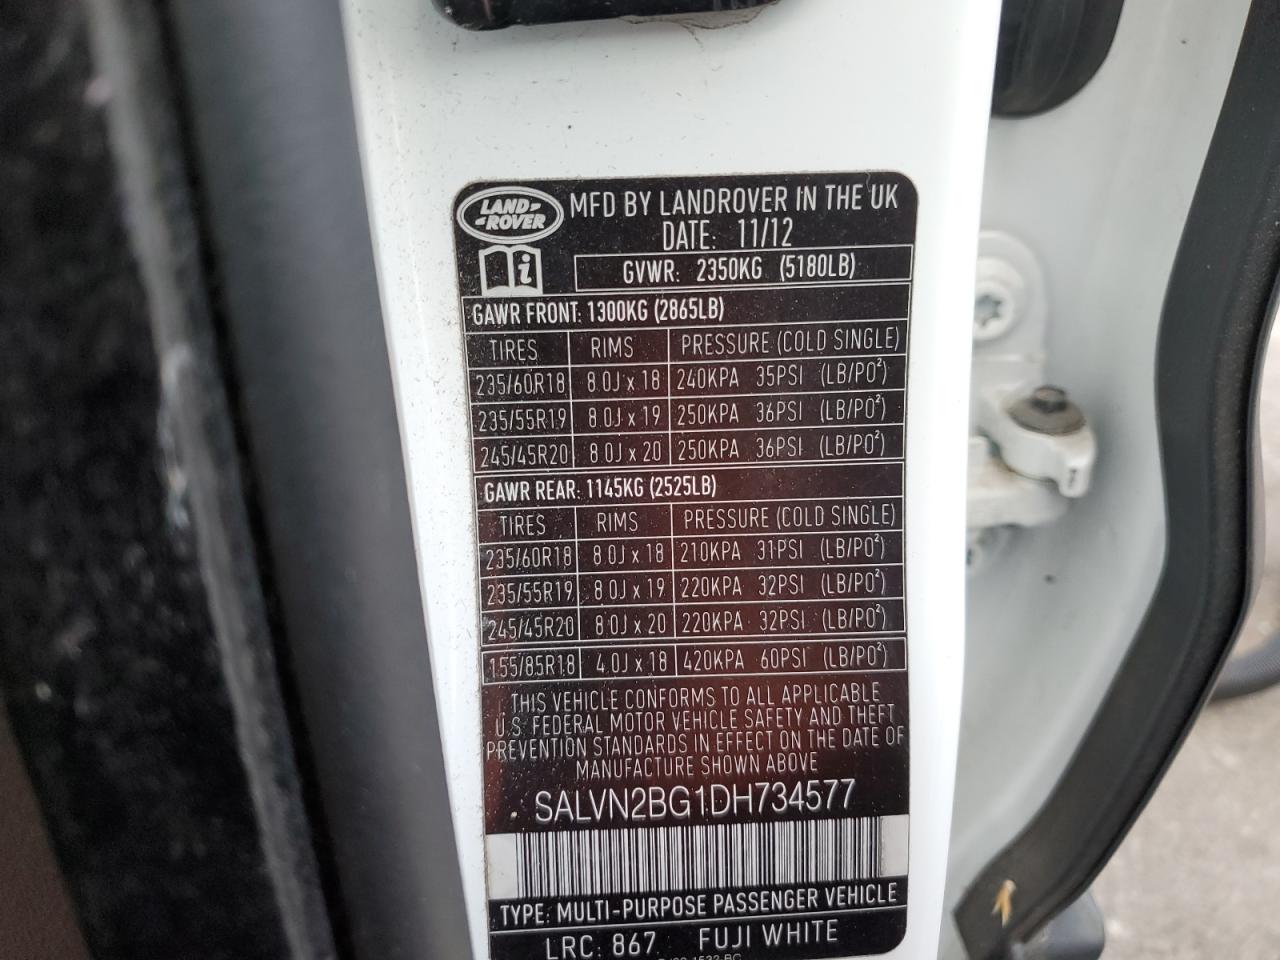 LAND-
-ROVER
MFD BY LANDROVER IN THE UK
DATE: 11/12
i
GVWR: 2350KG (5180LB)
GAWR FRONT: 1300KG (2865LB)
TIRES RIMS PRESSURE (COLD SINGLE)
235/60R18 8.0J x 18 240KPA 35PSI (LB/PO²)
235/55R19 8.0J x 19 250KPA 36PSI (LB/PO²)
245/45R20 8.0J x 20 250KPA 36PSI (LB/PO²)
GAWR REAR: 1145KG (2525LB)
TIRES RIMS PRESSURE (COLD SINGLE)
235/60R18 8.0J x 18 210KPA 31PSI (LB/PO²)
235/55R19 8.0J x 19 220KPA 32PSI (LB/PO²)
245/45R20 8.0J x 20 220KPA 32PSI (LB/PO²)
155/85R18 4.0J x 18 420KPA 60PSI (LB/PO²)
THIS VEHICLE CONFORMS TO ALL APPLICABLE
U.S. FEDERAL MOTOR VEHICLE SAFETY AND THEFT
PREVENTION STANDARDS IN EFFECT ON THE DATE OF
MANUFACTURE SHOWN ABOVE
SALVN2BG1DH734577
TYPE: MULTI-PURPOSE PASSENGER VEHICLE
LRC: 867 FUJI WHITE